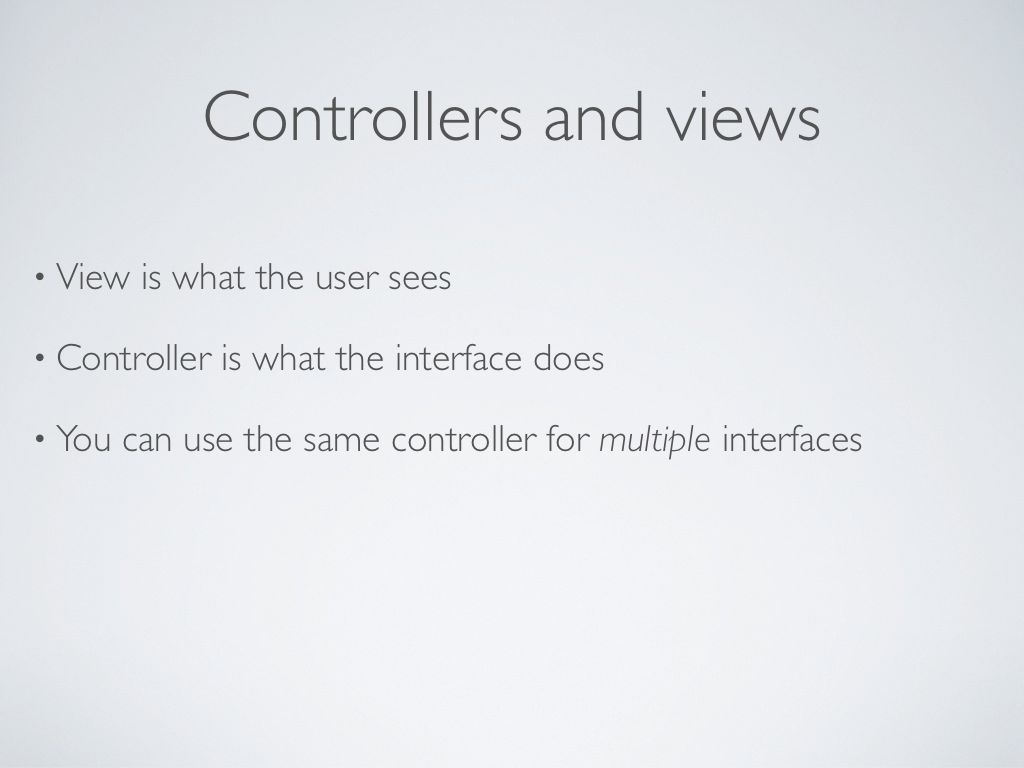 Controllers and views
• View is what the user sees
• Controller is what the interface does
• You can use the same controller for multiple interfaces